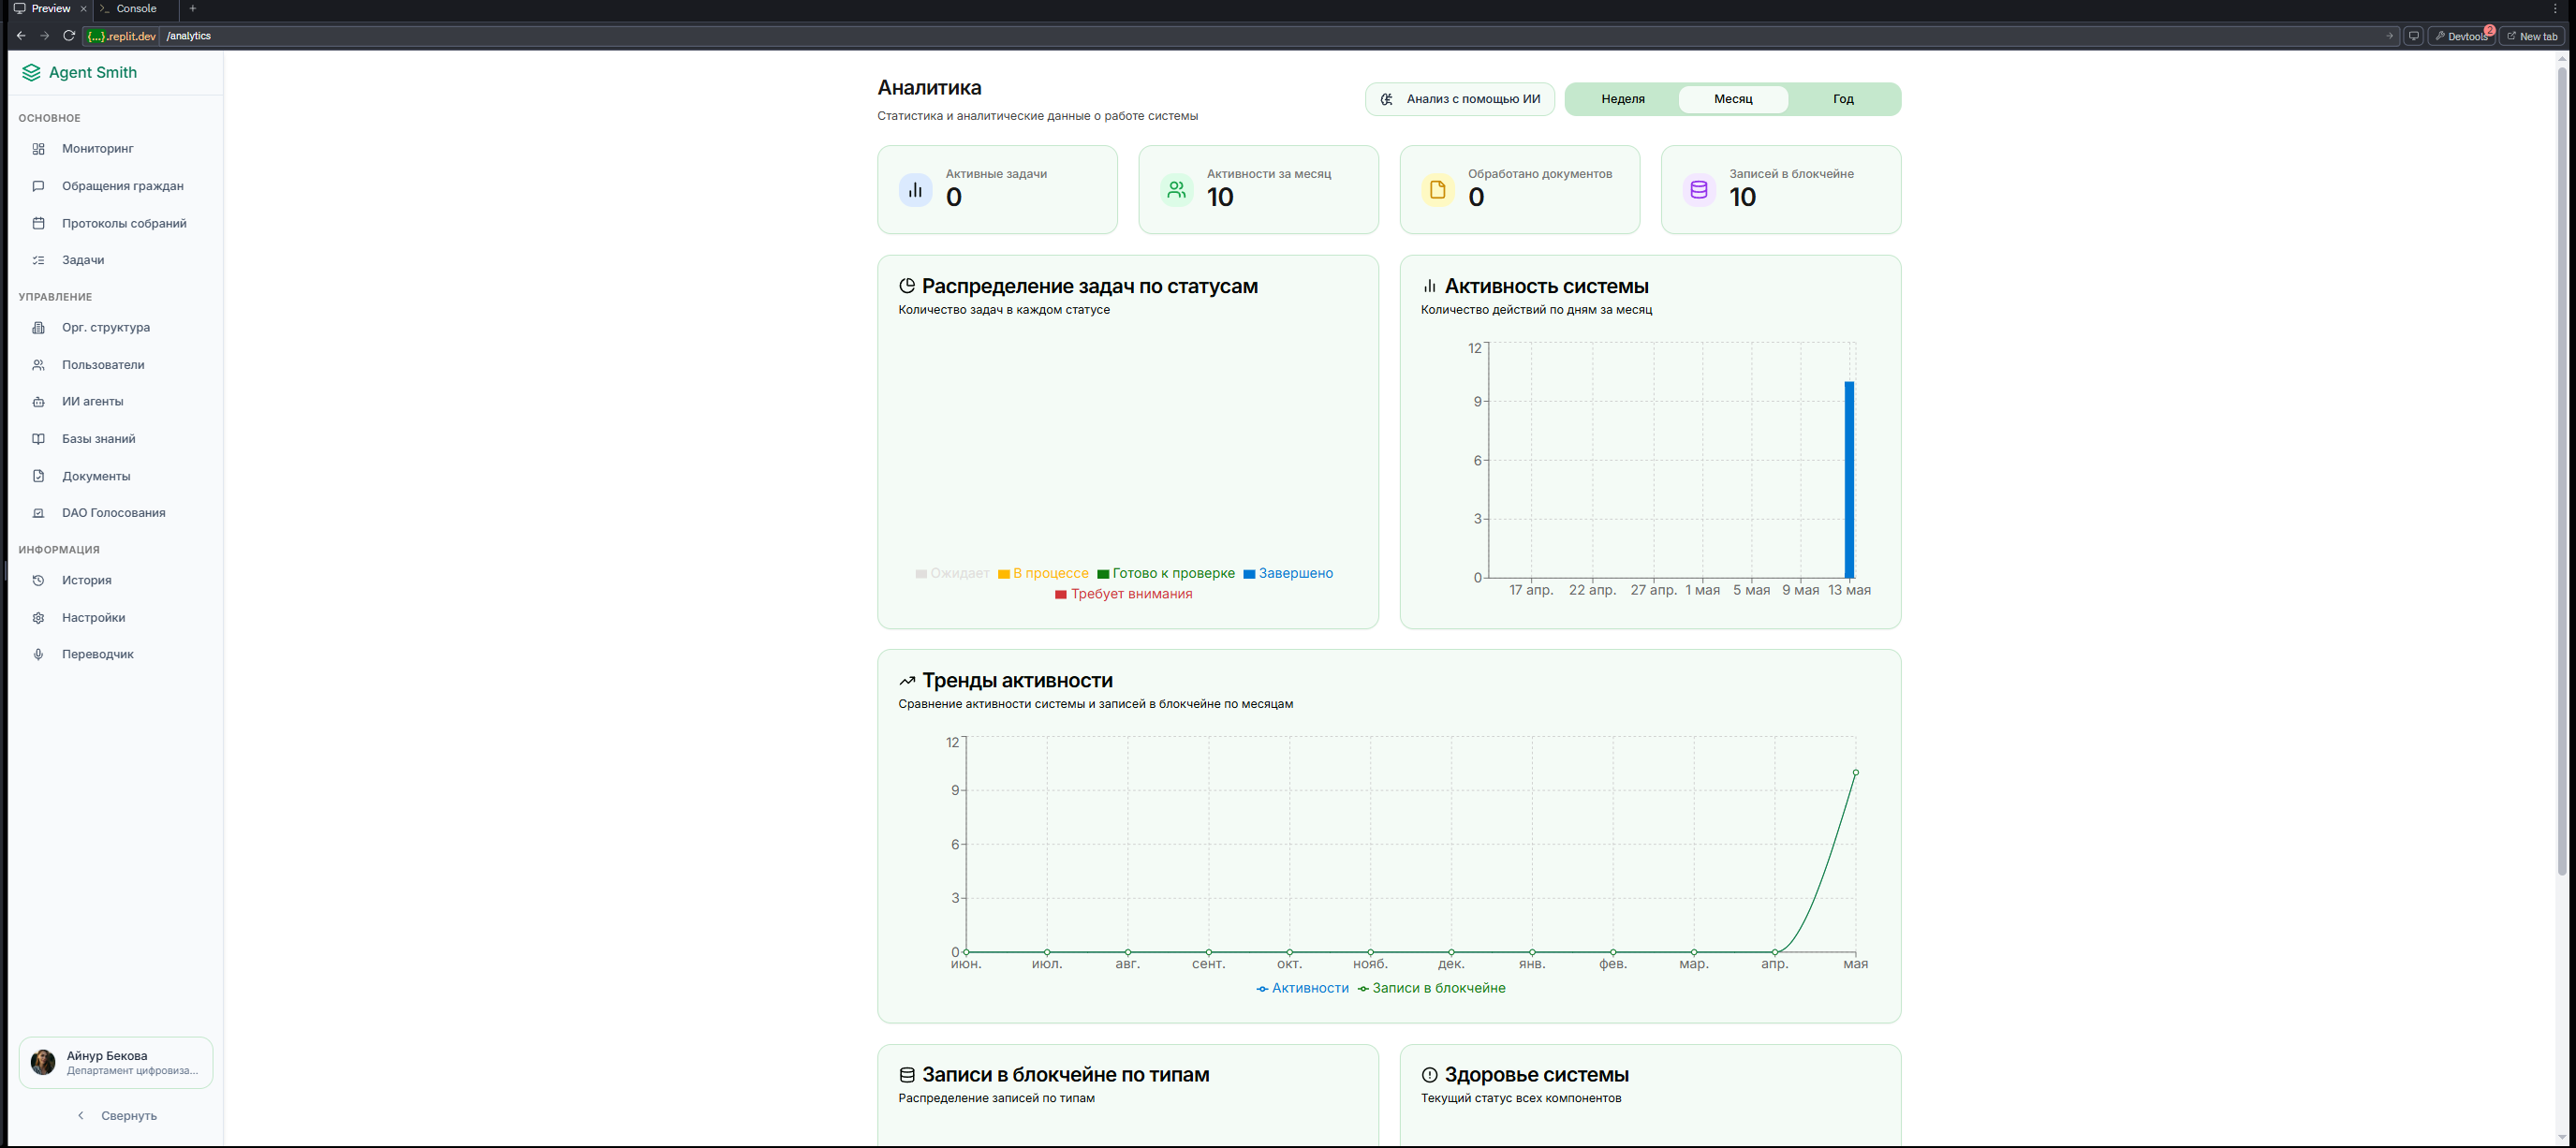 Preview
Console
{...}.replit.dev
/analytics
Devtools
2
New tab
Agent Smith
ОСНОВНОЕ
Мониторинг
Обращения граждан
Протоколы собраний
Задачи
УПРАВЛЕНИЕ
Орг. структура
Пользователи
ИИ агенты
Базы знаний
Документы
DAO Голосования
ИНФОРМАЦИЯ
История
Настройки
Переводчик
Айнур Бекова
Департамент цифровиза...
Свернуть
Аналитика
Статистика и аналитические данные о работе системы
Анализ с помощью ИИ
Неделя Месяц Год
Активные задачи
0
Активности за месяц
10
Обработано документов
0
Записей в блокчейне
10
Распределение задач по статусам
Количество задач в каждом статусе
Ожидает В процессе Готово к проверке Завершено
Требует внимания
Активность системы
Количество действий по дням за месяц
12
9
6
3
0
17 апр. 22 апр. 27 апр. 1 мая 5 мая 9 мая 13 мая
Тренды активности
Сравнение активности системы и записей в блокчейне по месяцам
12
9
6
3
0
июн. июл. авг. сент. окт. нояб. дек. янв. фев. мар. апр. мая
Активности Записи в блокчейне
Записи в блокчейне по типам
Распределение записей по типам
Здоровье системы
Текущий статус всех компонентов